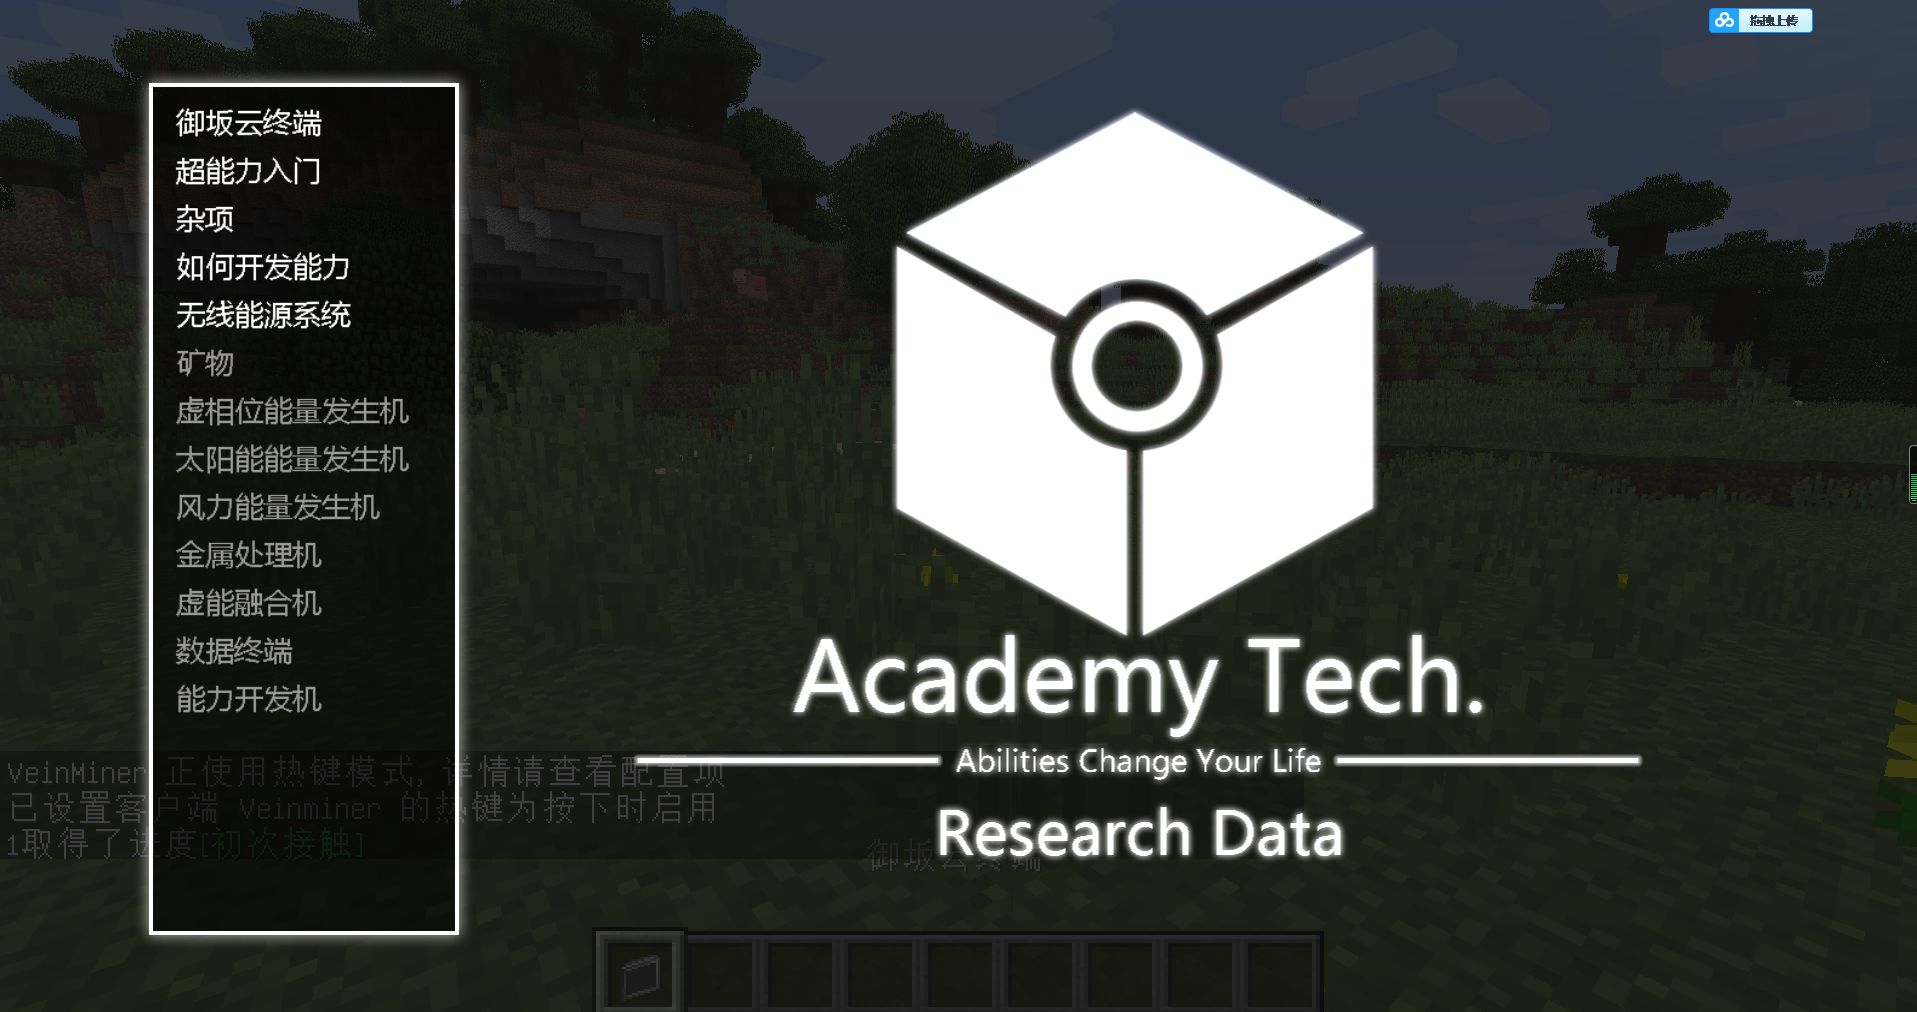 拖拽上传
御坂云终端
超能力入门
杂项
如何开发能力
无线能源系统
矿物
虚相位能量发生机
太阳能能量发生机
风力能量发生机
金属处理机
虚能融合机
数据终端
能力开发机
Academy Tech.
Abilities Change Your Life
Research Data
VeinMiner 正使用热键模式, 详情请查看配置项
已设置客户端 Veinminer 的热键为按下时启用
1取得了进度[初次接触]
御坂云终端